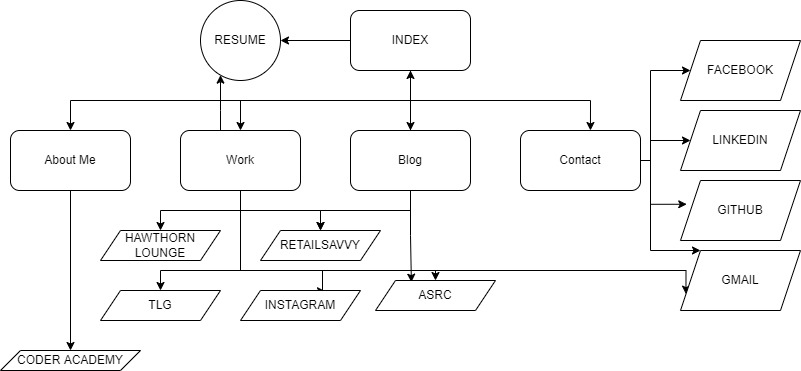 RESUME
INDEX
FACEBOOK
LINKEDIN
About Me
Work
Blog
Contact
GITHUB
HAWTHORN
LOUNGE
RETAILSAVVY
GMAIL
TLG
INSTAGRAM
ASRC
CODER ACADEMY